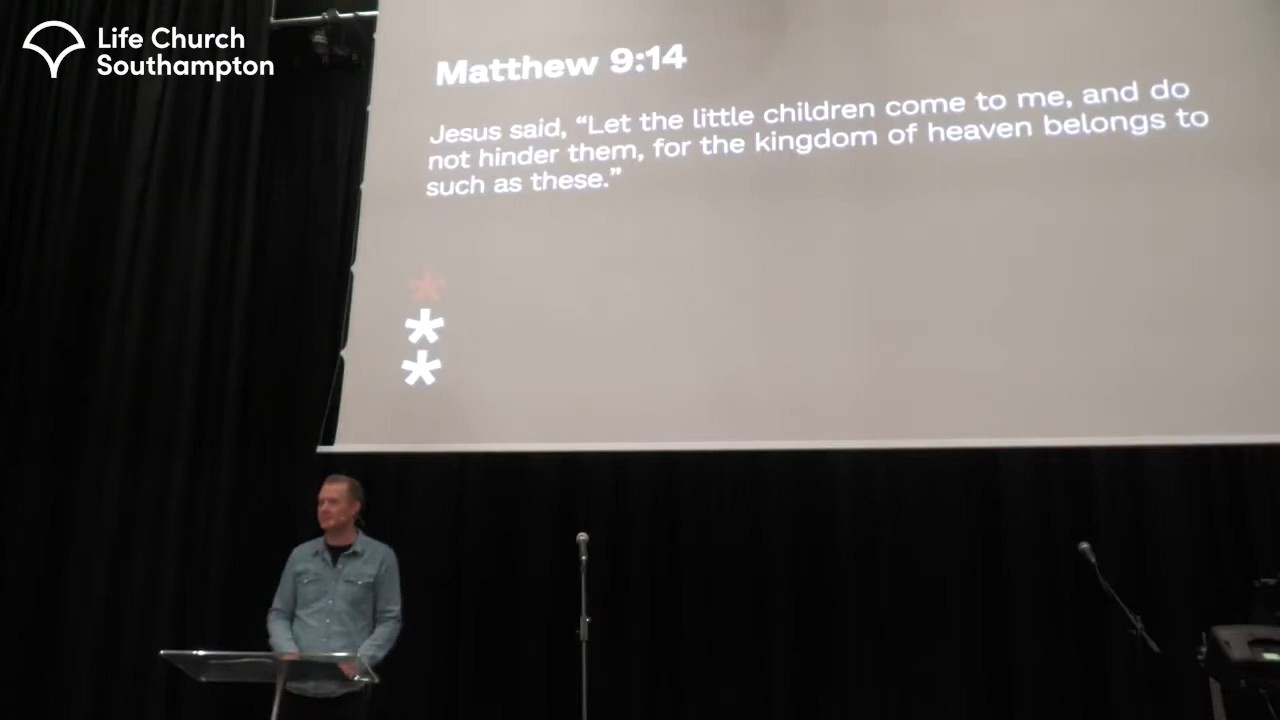 Life Church
Southampton
Matthew 9:14
Jesus said, “Let the little children come to me, and do
not hinder them, for the kingdom of heaven belongs to
such as these.”